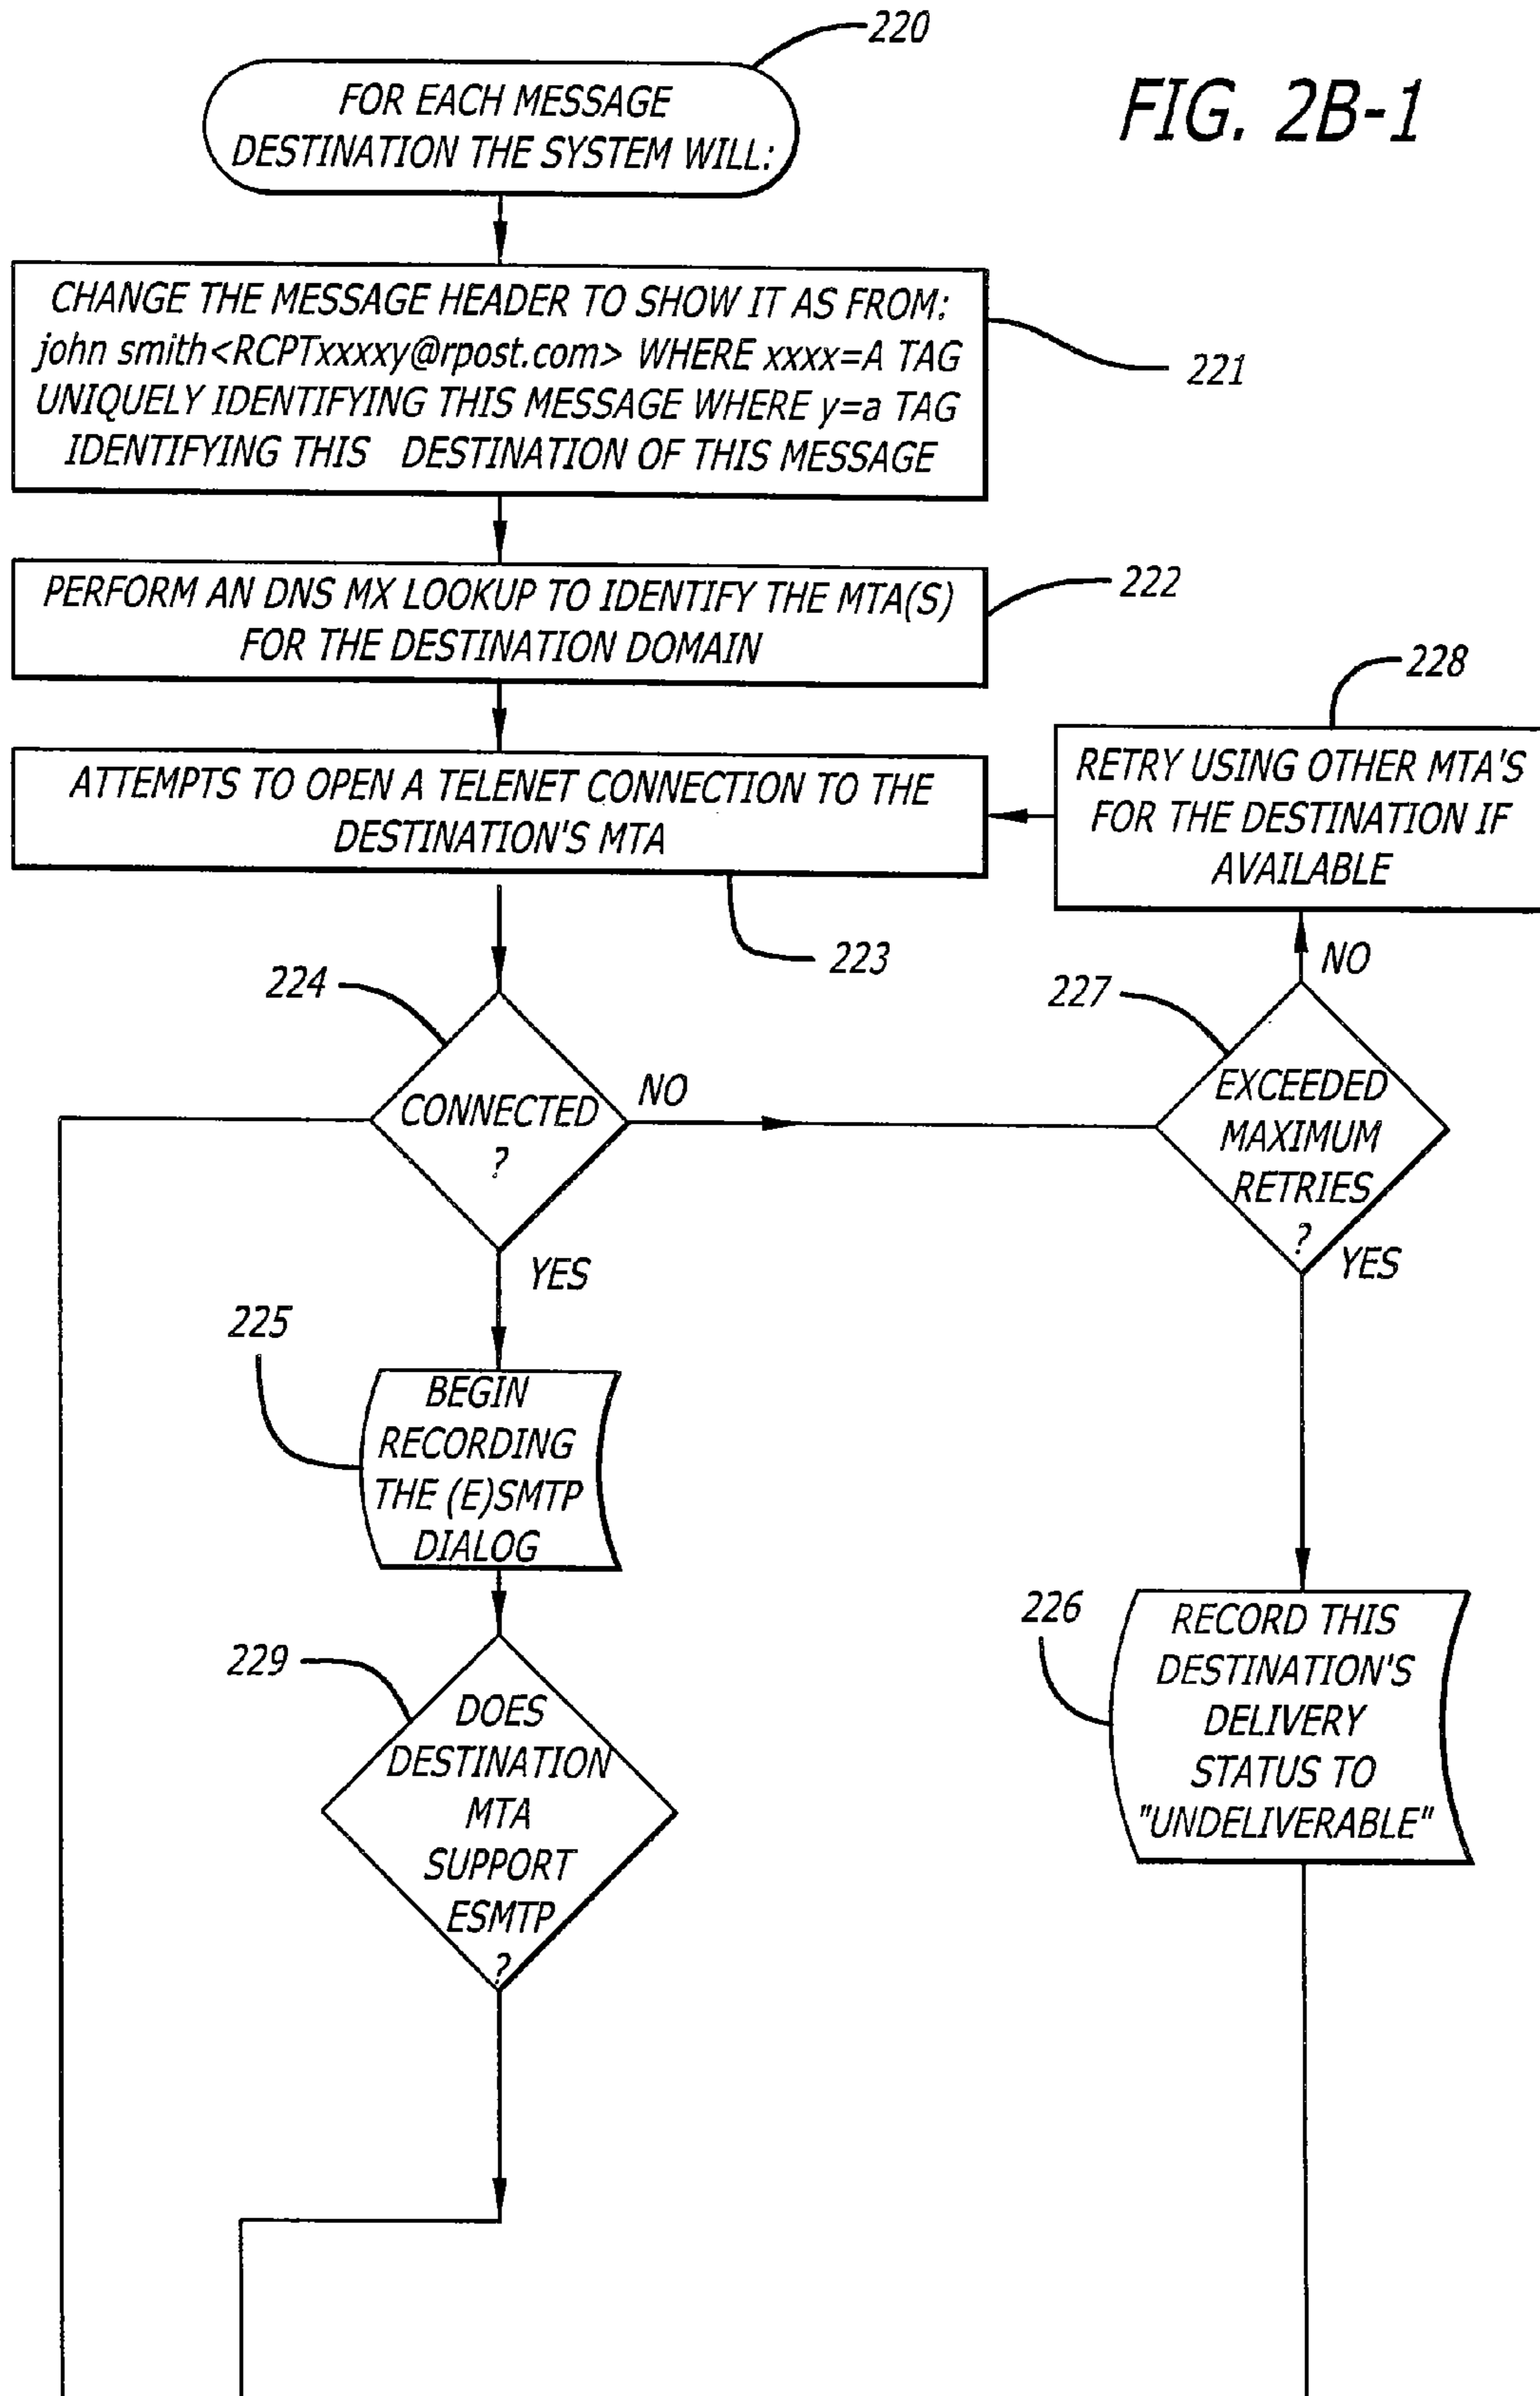 220
FIG. 2B-1
FOR EACH MESSAGE
DESTINATION THE SYSTEM WILL:
CHANGE THE MESSAGE HEADER TO SHOW IT AS FROM:
john smith<RCPTxxxxy@rpost.com> WHERE xxxx=A TAG
UNIQUELY IDENTIFYING THIS MESSAGE WHERE y=a TAG
IDENTIFYING THIS DESTINATION OF THIS MESSAGE
221
PERFORM AN DNS MX LOOKUP TO IDENTIFY THE MTA(S)
FOR THE DESTINATION DOMAIN
222
228
ATTEMPTS TO OPEN A TELENET CONNECTION TO THE
DESTINATION'S MTA
RETRY USING OTHER MTA'S
FOR THE DESTINATION IF
AVAILABLE
223
NO
224
227
CONNECTED
?
NO
EXCEEDED
MAXIMUM
RETRIES
?
YES
YES
225
BEGIN
RECORDING
THE (E)SMTP
DIALOG
226
RECORD THIS
DESTINATION'S
DELIVERY
STATUS TO
"UNDELIVERABLE"
229
DOES
DESTINATION
MTA
SUPPORT
ESMTP
?